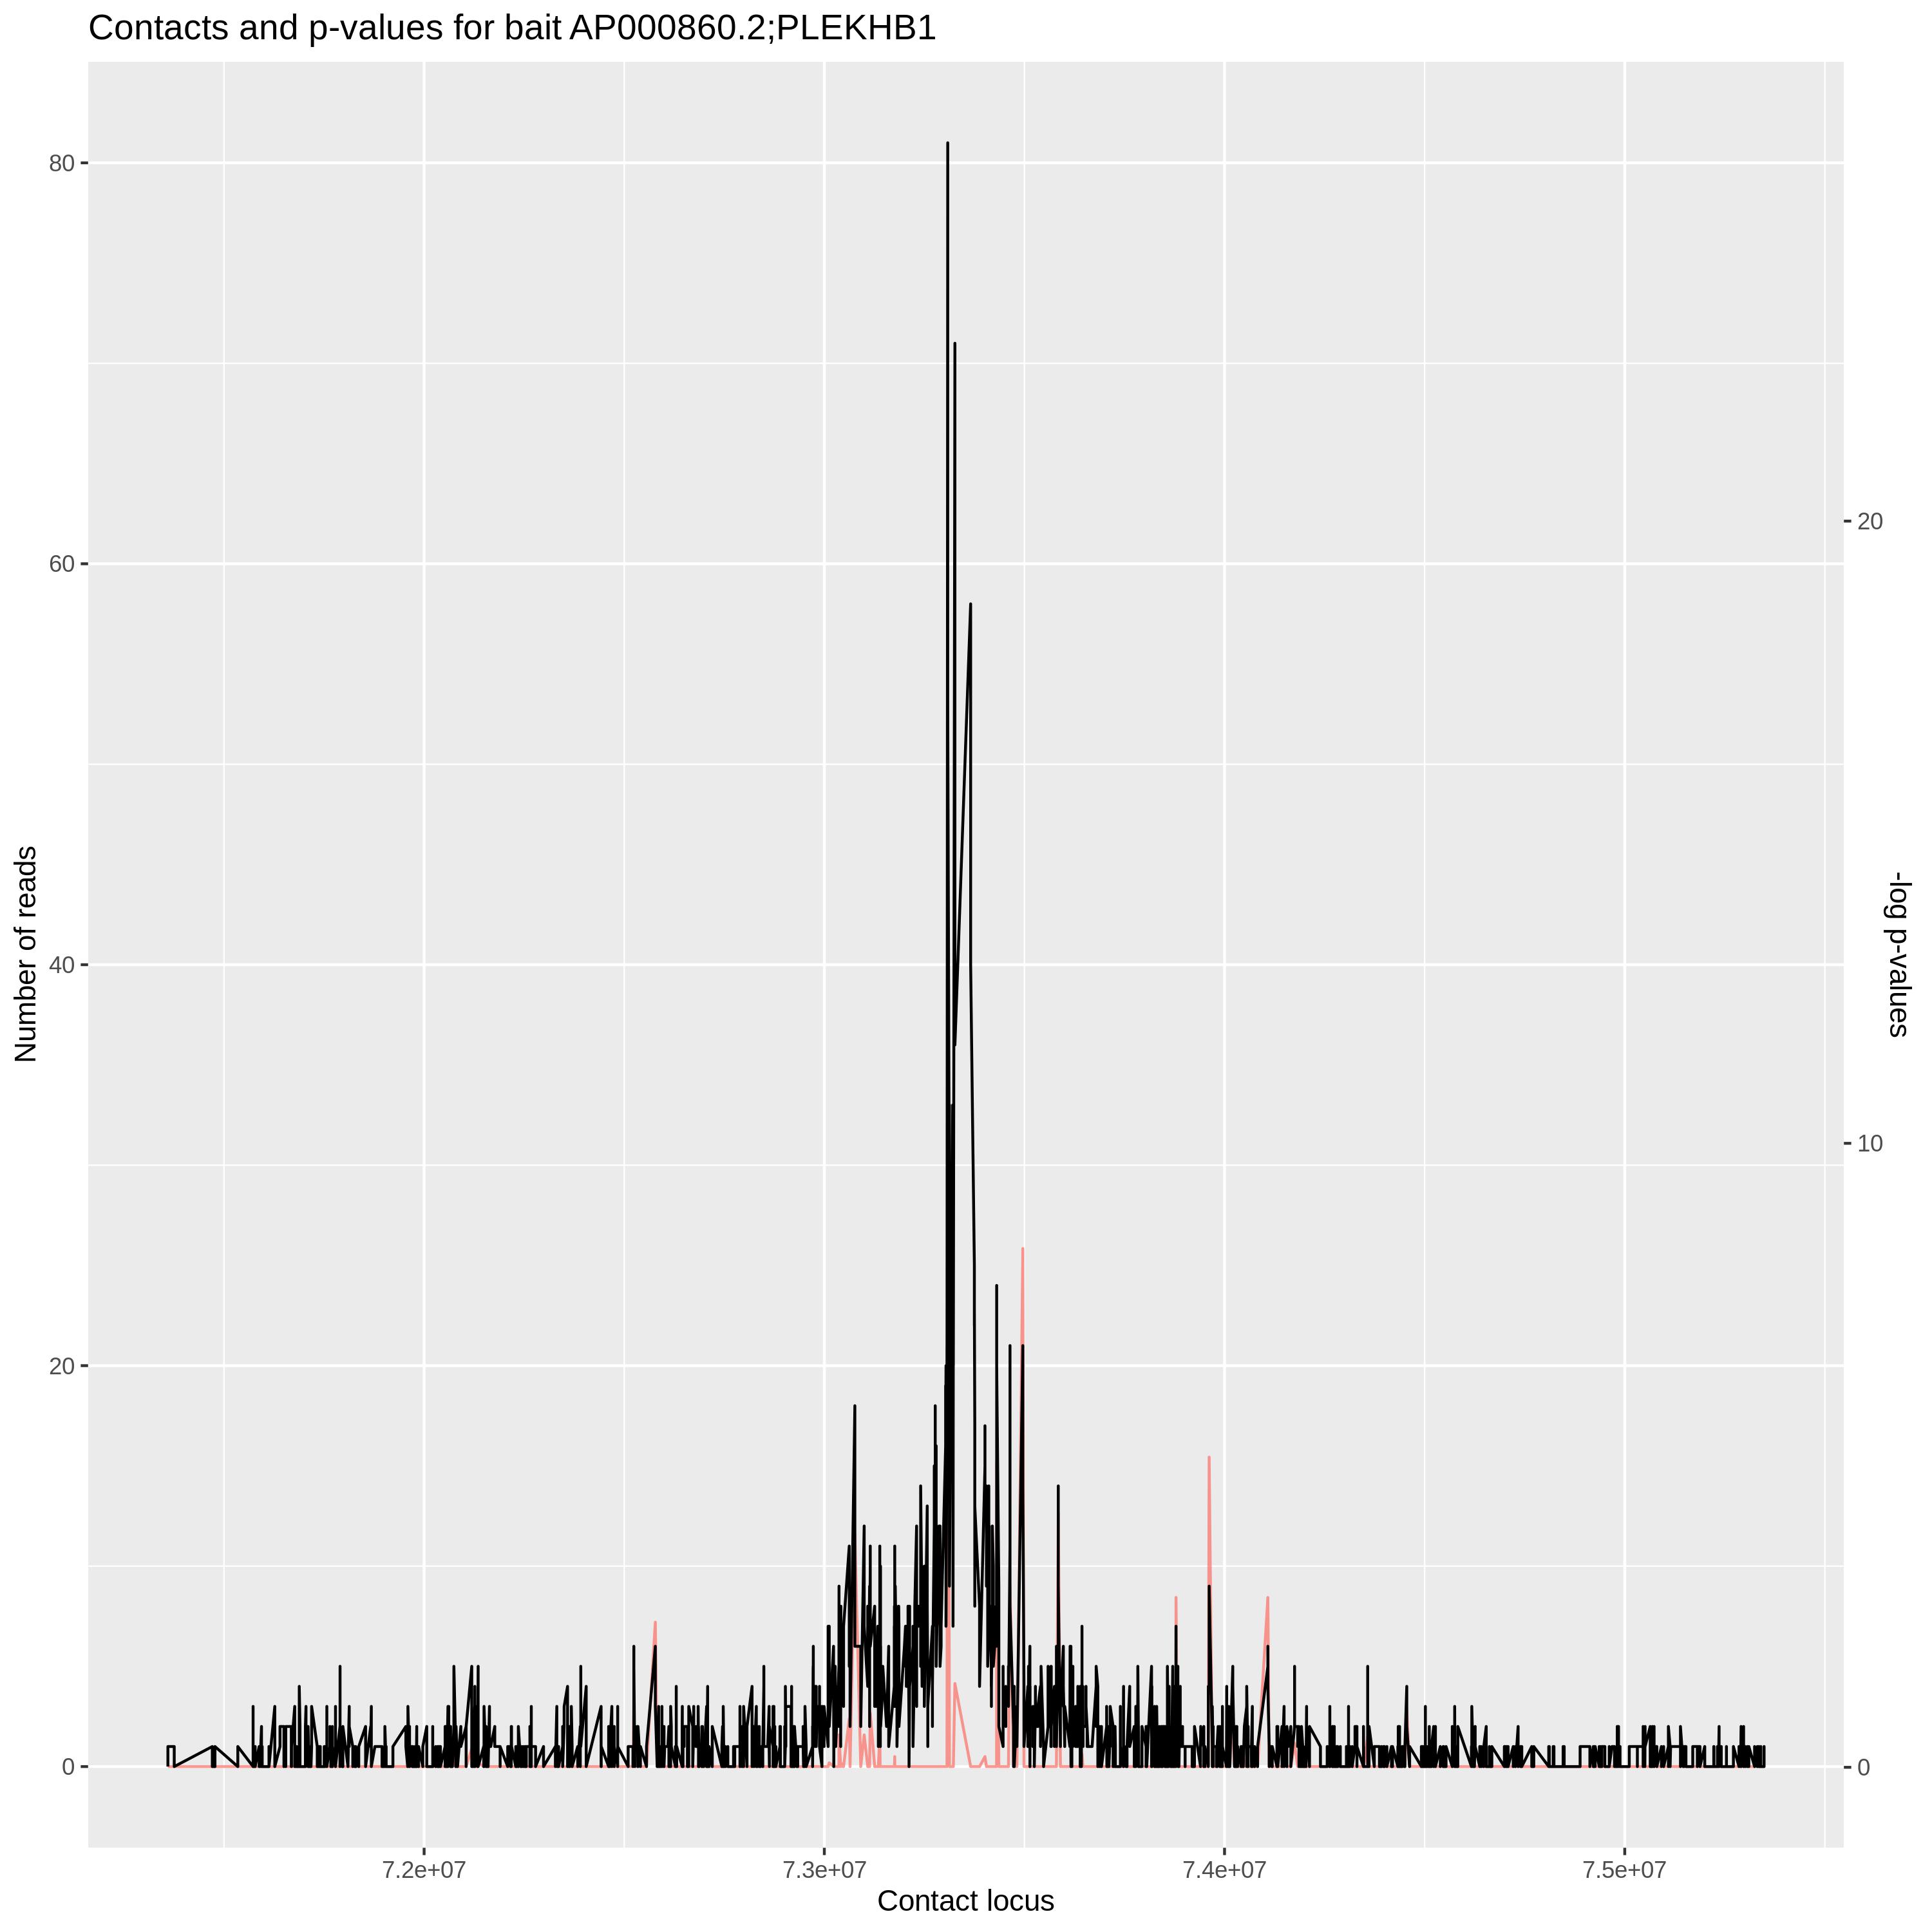 Contacts and p-values for bait AP000860.2;PLEKHB1
80
60
40
20
0
Number of reads
20
10
0
-log p-values
7.2e+07
7.3e+07
7.4e+07
7.5e+07
Contact locus